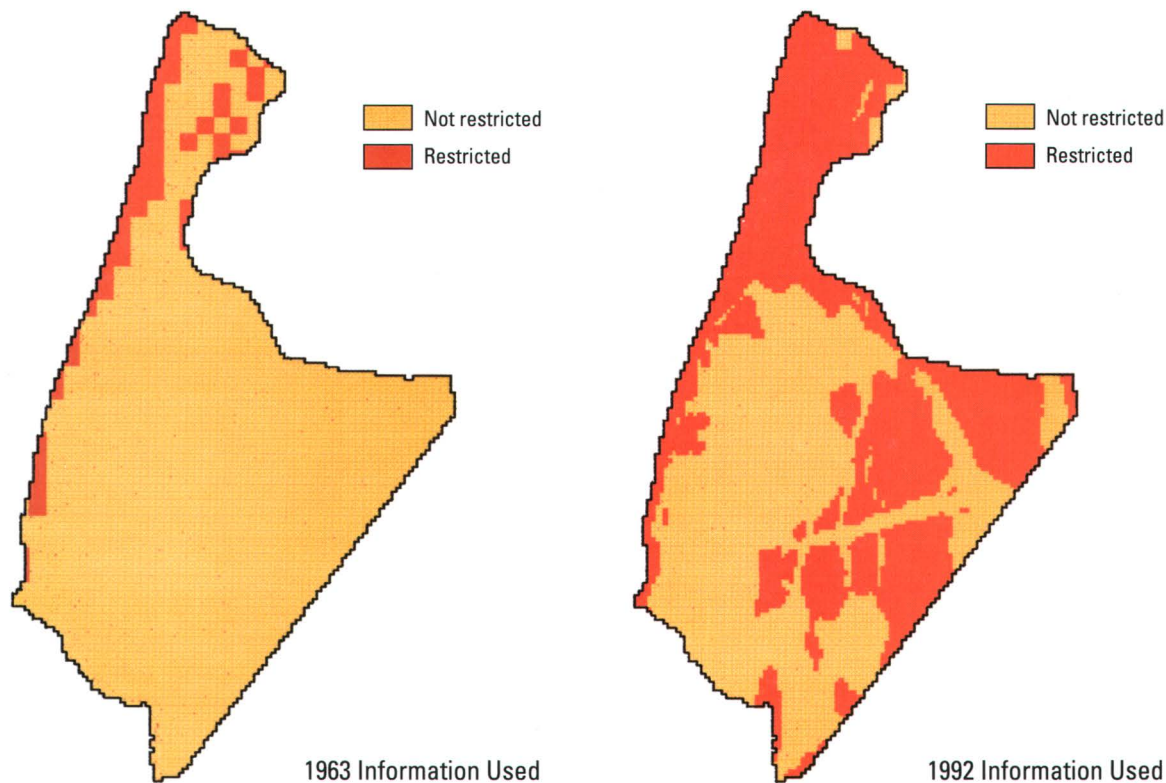 Not restricted
Restricted
1963 Information Used
Not restricted
Restricted
1992 Information Used